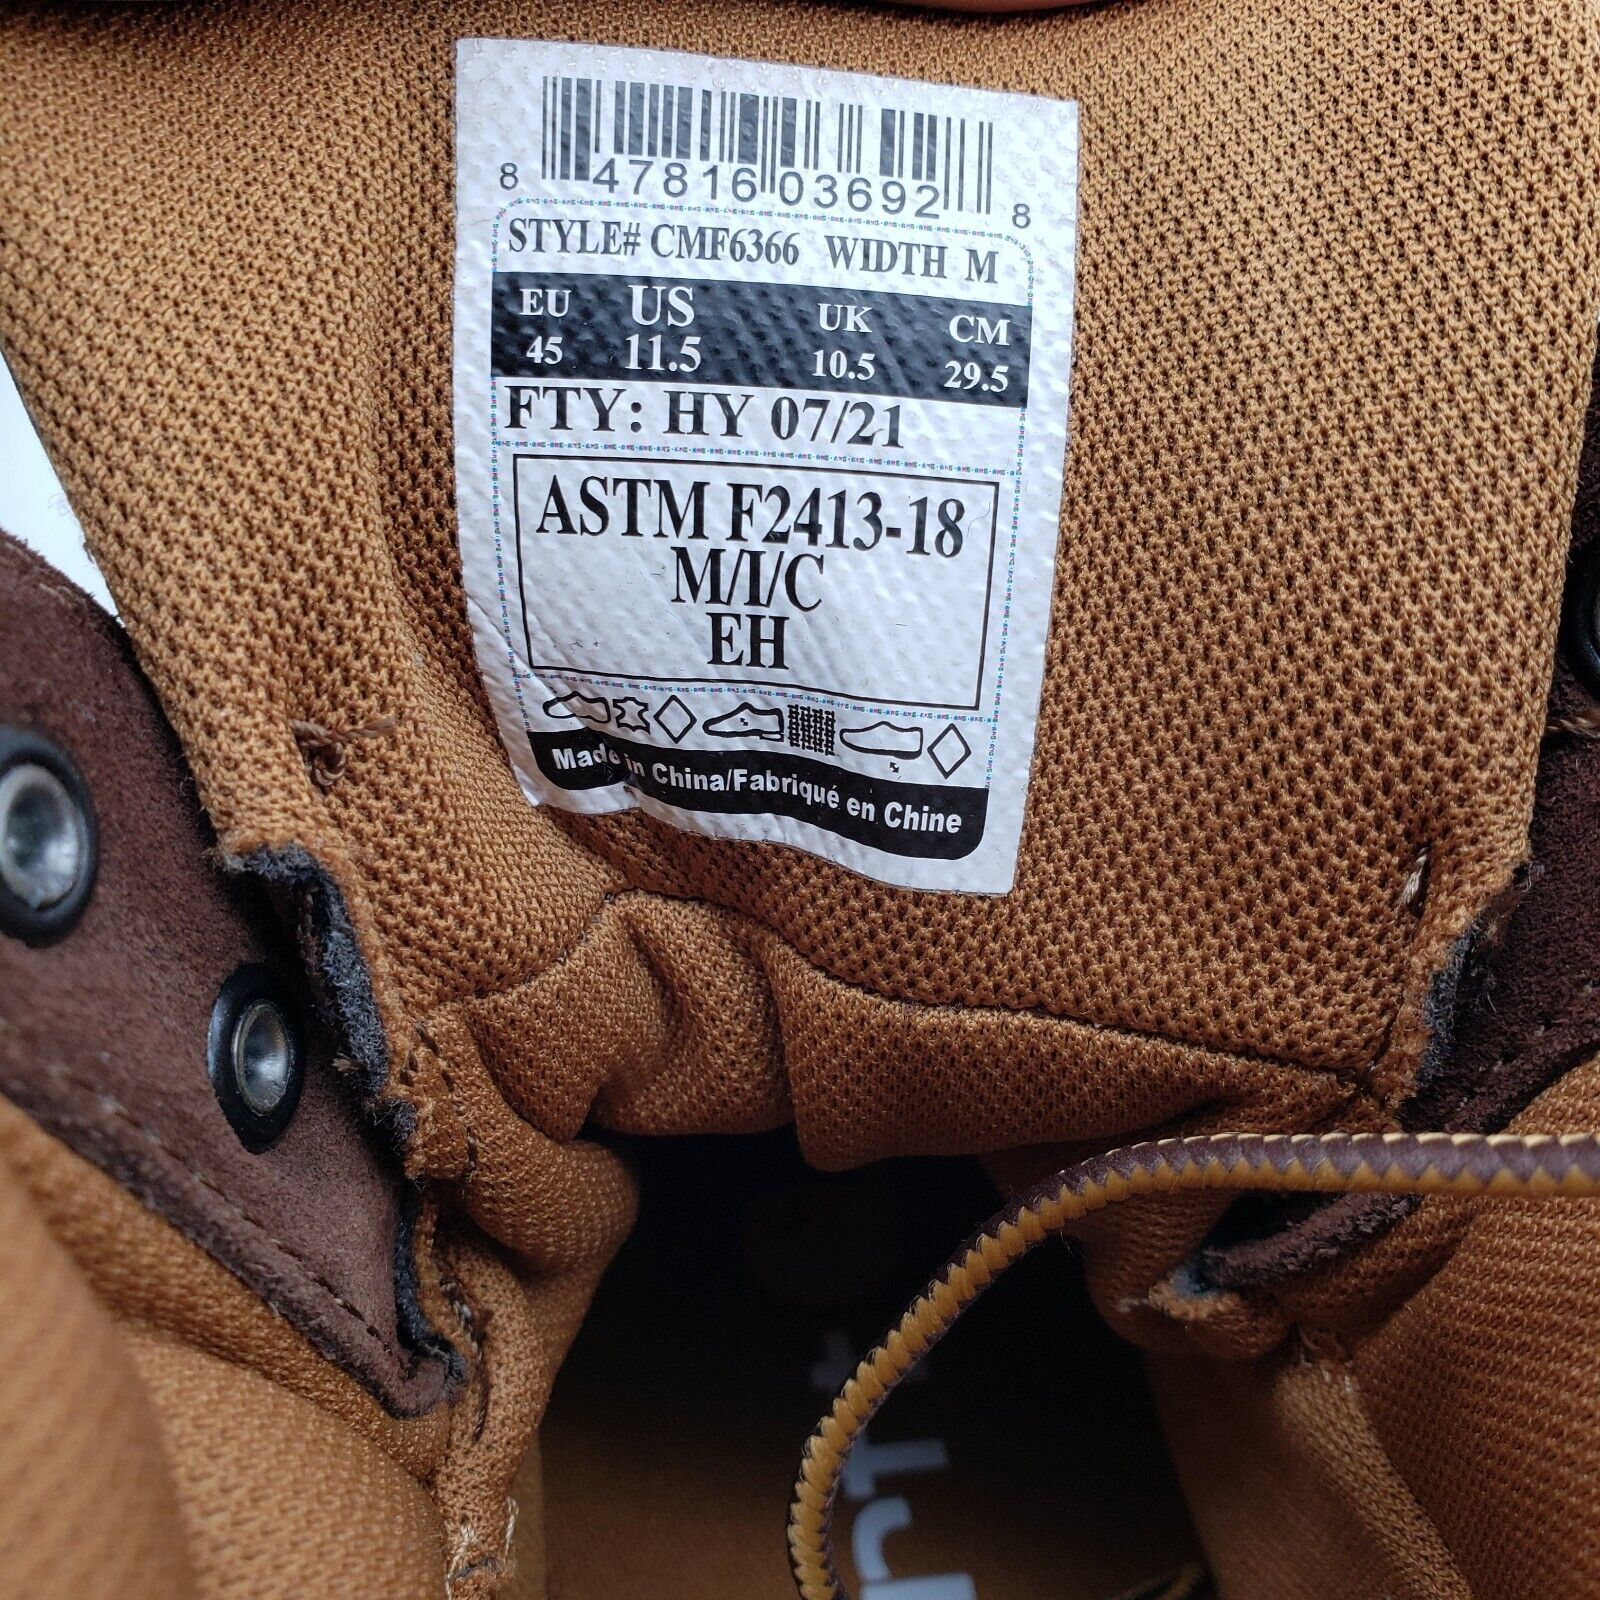 8 47816 03692 8
STYLE# CMF6366 WIDTH M
EU US UK CM
45 11.5 10.5 29.5
FTY: HY 07/21
ASTM F2413-18
M/I/C
EH
Made in China/Fabriqué en Chine